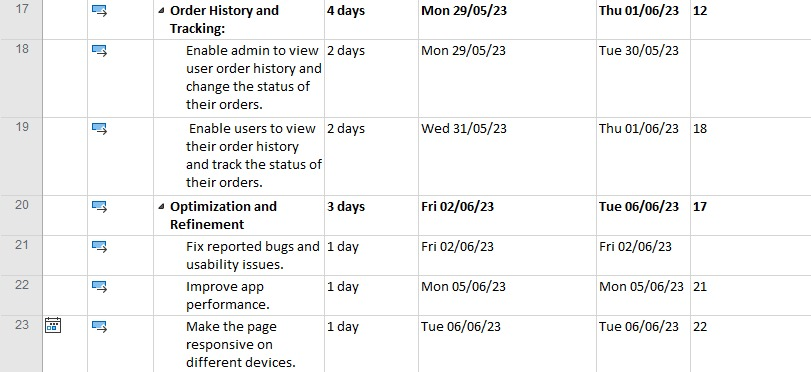 17 Order History and 4 days Mon 29/05/23 Thu 01/06/23 12
Tracking:
18 Enable admin to view 2 days Mon 29/05/23 Tue 30/05/23
user order history and
change the status of
their orders.
19 Enable users to view 2 days Wed 31/05/23 Thu 01/06/23 18
their order history
and track the status of
their orders.
20 Optimization and 3 days Fri 02/06/23 Tue 06/06/23 17
Refinement
21 Fix reported bugs and 1 day Fri 02/06/23 Fri 02/06/23
usability issues.
22 Improve app 1 day Mon 05/06/23 Mon 05/06/23 21
performance.
23 Make the page 1 day Tue 06/06/23 Tue 06/06/23 22
responsive on
different devices.